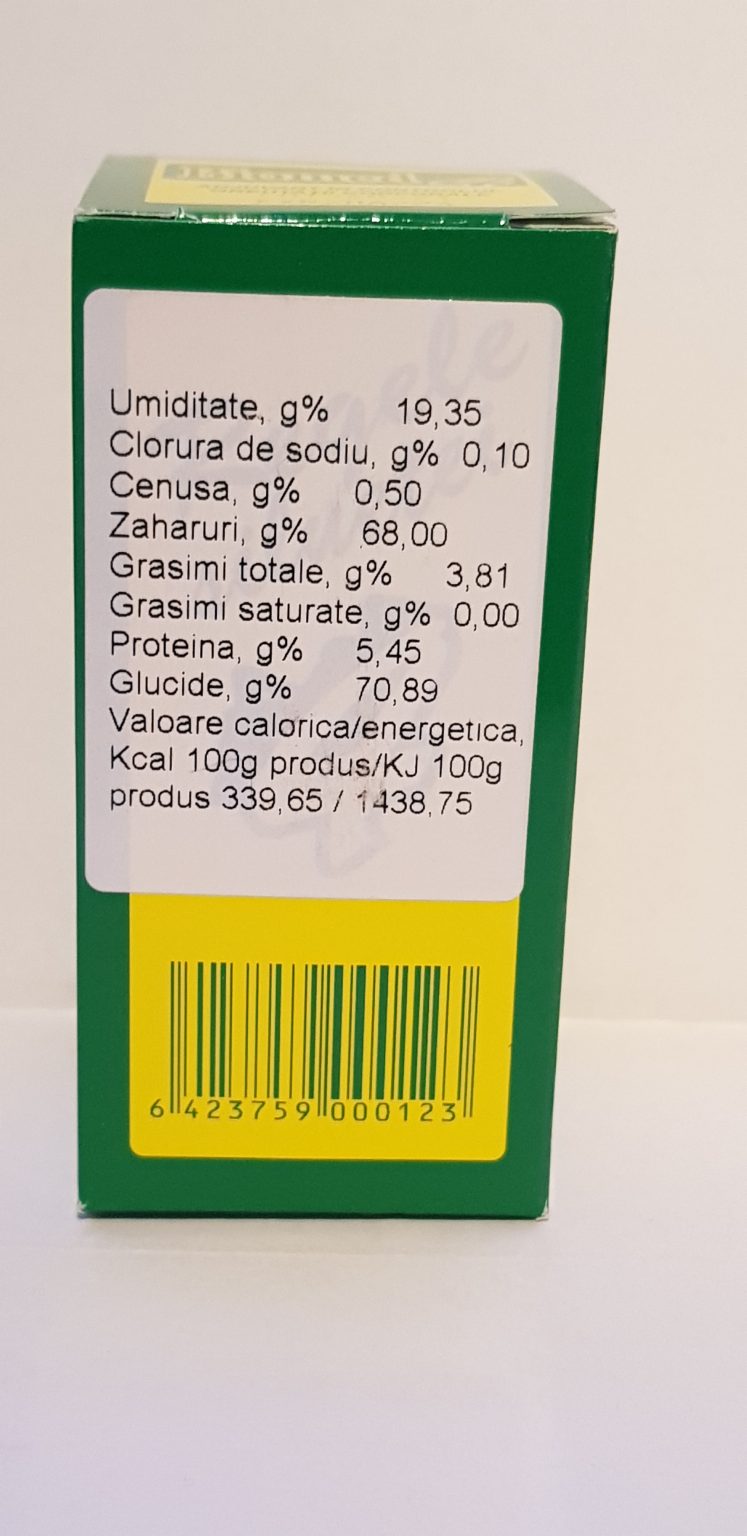 Umiditate, g% 19,35
Clorura de sodiu, g% 0,10
Cenusa, g% 0,50
Zaharuri, g% 68,00
Grasimi totale, g% 3,81
Grasimi saturate, g% 0,00
Proteina, g% 5,45
Glucide, g% 70,89
Valoare calorica/energetica,
Kcal 100g produs/KJ 100g
produs 339,65 / 1438,75
6 423759 000123